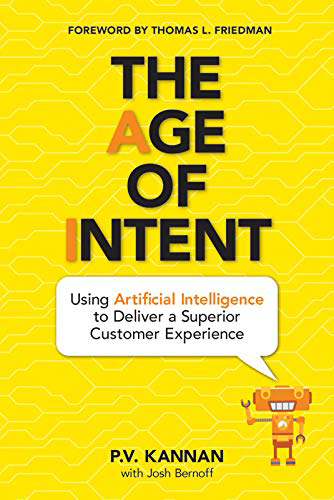 FOREWORD BY THOMAS L. FRIEDMAN
THE
AGE
OF
INTENT
Using Artificial Intelligence
to Deliver a Superior
Customer Experience
P.V. KANNAN
with Josh Bernoff